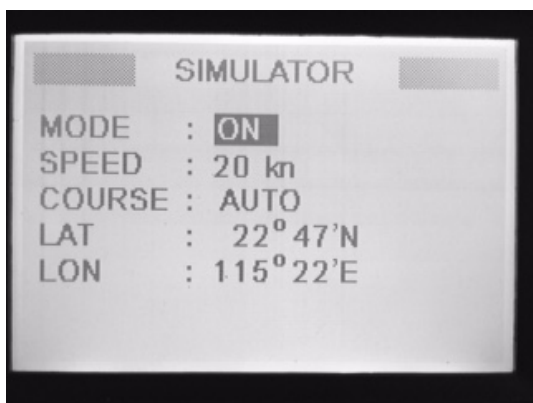 SIMULATOR
MODE : ON
SPEED : 20 kn
COURSE : AUTO
LAT : 22°47'N
LON : 115°22'E